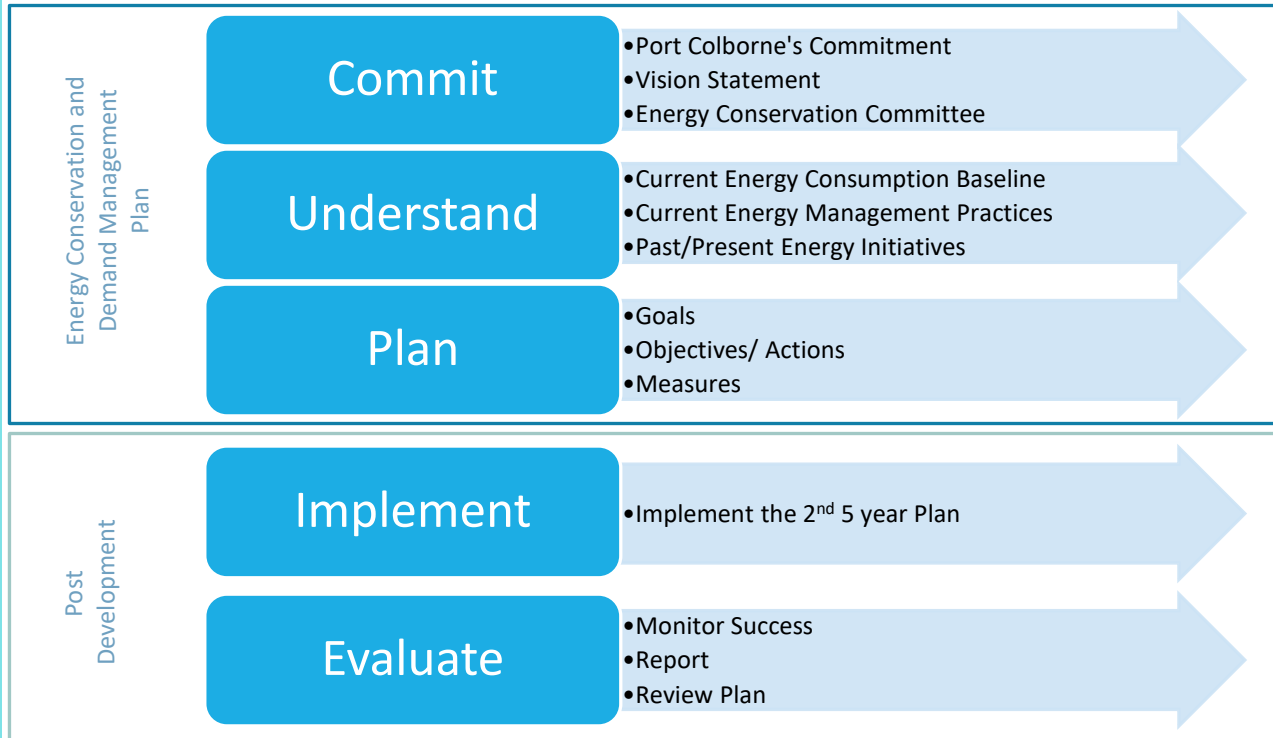 Energy Conservation and
Demand Management
Plan
Commit
•Port Colborne's Commitment
•Vision Statement
•Energy Conservation Committee
Understand
•Current Energy Consumption Baseline
•Current Energy Management Practices
•Past/Present Energy Initiatives
Plan
•Goals
•Objectives/ Actions
•Measures
Post
Development
Implement
•Implement the 2nd 5 year Plan
Evaluate
•Monitor Success
•Report
•Review Plan